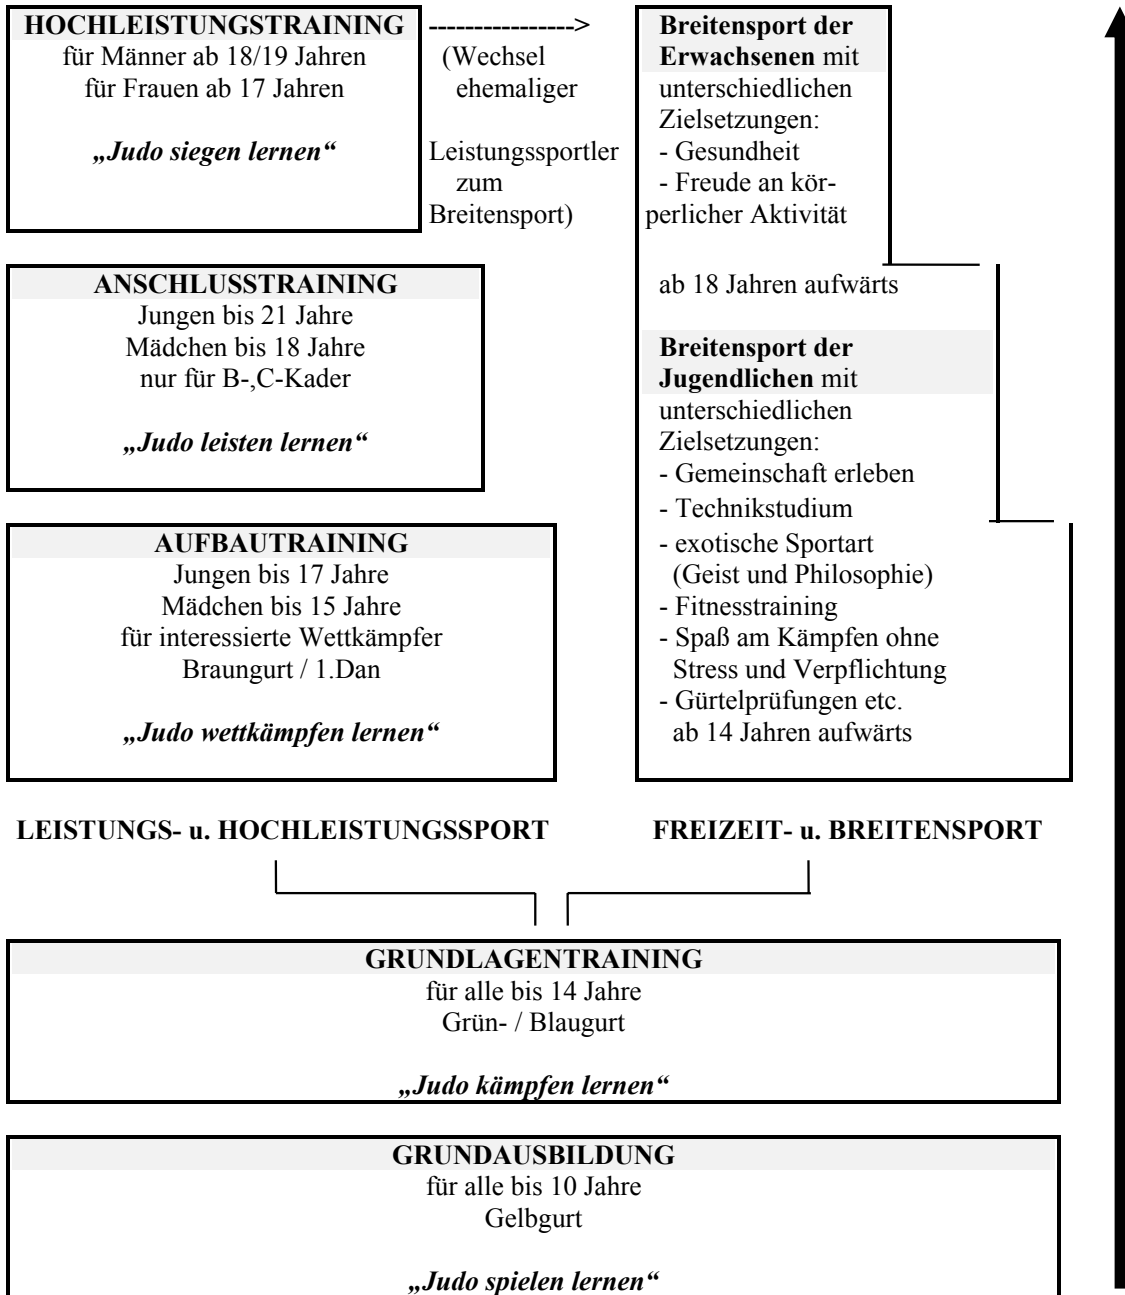 HOCHLEISTUNGSTRAINING
für Männer ab 18/19 Jahren
für Frauen ab 17 Jahren
„Judo siegen lernen“
---------------->
(Wechsel
ehemaliger
Leistungssportler
zum
Breitensport)
Breitensport der
Erwachsenen mit
unterschiedlichen
Zielsetzungen:
- Gesundheit
- Freude an kör-
perlicher Aktivität
ab 18 Jahren aufwärts
ANSCHLUSSTRAINING
Jungen bis 21 Jahre
Mädchen bis 18 Jahre
nur für B-,C-Kader
„Judo leisten lernen“
Breitensport der
Jugendlichen mit
unterschiedlichen
Zielsetzungen:
- Gemeinschaft erleben
- Technikstudium
- exotische Sportart
(Geist und Philosophie)
- Fitnesstraining
- Spaß am Kämpfen ohne
Stress und Verpflichtung
- Gürtelprüfungen etc.
ab 14 Jahren aufwärts
AUFBAUTRAINING
Jungen bis 17 Jahre
Mädchen bis 15 Jahre
für interessierte Wettkämpfer
Braungurt / 1.Dan
„Judo wettkämpfen lernen“
LEISTUNGS- u. HOCHLEISTUNGSSPORT
FREIZEIT- u. BREITENSPORT
GRUNDLAGENTRAINING
für alle bis 14 Jahre
Grün- / Blaugurt
„Judo kämpfen lernen“
GRUNDAUSBILDUNG
für alle bis 10 Jahre
Gelbgurt
„Judo spielen lernen“